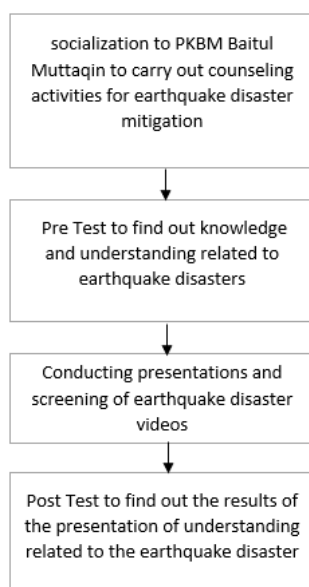 socialization to PKBM Baitul
Muttaqin to carry out counseling
activities for earthquake disaster
mitigation
Pre Test to find out knowledge
and understanding related to
earthquake disasters
Conducting presentations and
screening of earthquake disaster
videos
Post Test to find out the results of
the presentation of understanding
related to the earthquake disaster